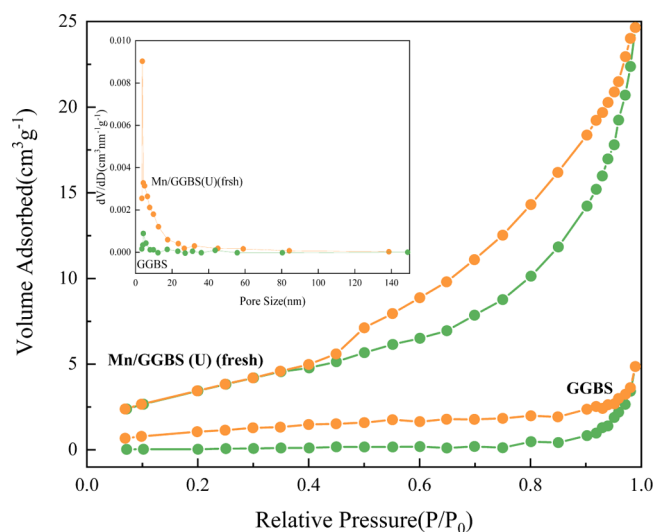 25
20
15
10
5
0
Volume Adsorbed(cm³g⁻¹)
0.010
0.008
0.006
0.004
0.002
0.000
dV/dD(cm³nm⁻¹g⁻¹)
Mn/GGBS(U)(frsh)
GGBS
0 20 40 60 80 100 120 140
Pore Size(nm)
Mn/GGBS (U) (fresh)
GGBS
0.0 0.2 0.4 0.6 0.8 1.0
Relative Pressure(P/P₀)